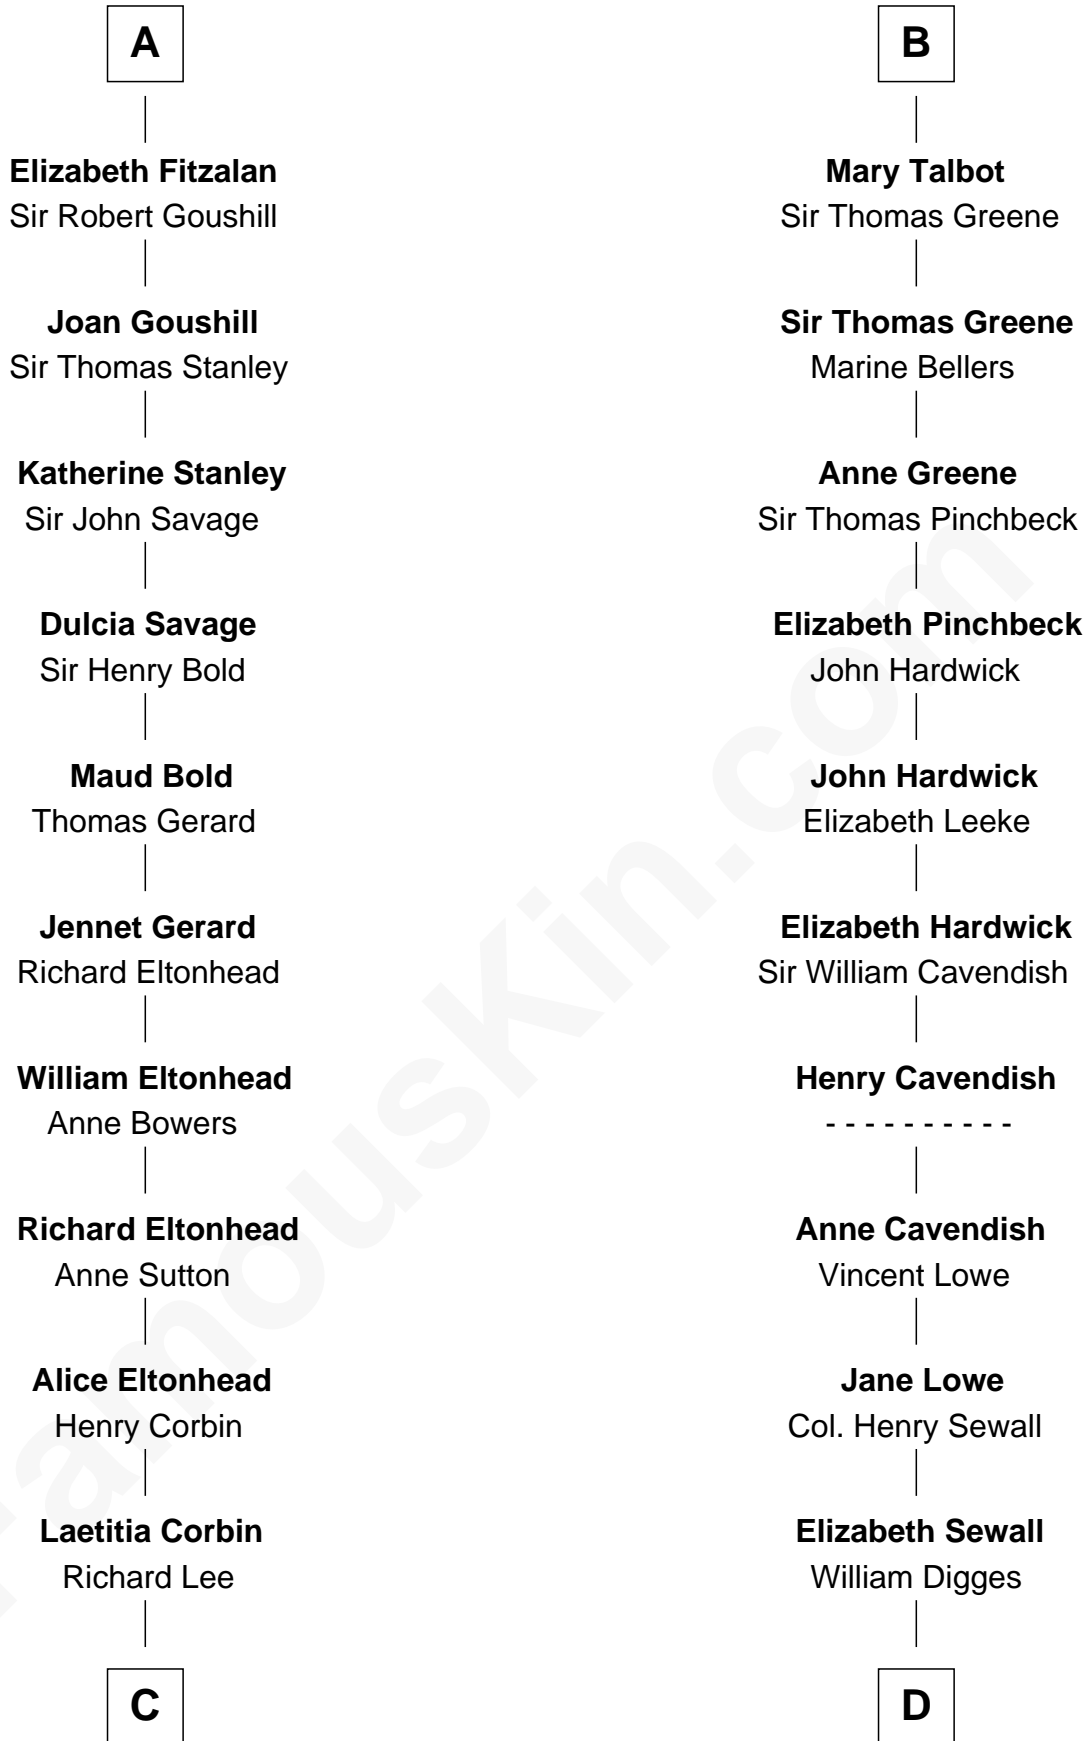 A
Elizabeth Fitzalan
Sir Robert Goushill
Joan Goushill
Sir Thomas Stanley
Katherine Stanley
Sir John Savage
Dulcia Savage
Sir Henry Bold
Maud Bold
Thomas Gerard
Jennet Gerard
Richard Eltonhead
William Eltonhead
Anne Bowers
Richard Eltonhead
Anne Sutton
Alice Eltonhead
Henry Corbin
Laetitia Corbin
Richard Lee
C
B
Mary Talbot
Sir Thomas Greene
Sir Thomas Greene
Marine Bellers
Anne Greene
Sir Thomas Pinchbeck
Elizabeth Pinchbeck
John Hardwick
John Hardwick
Elizabeth Leeke
Elizabeth Hardwick
Sir William Cavendish
Henry Cavendish
- - - - - - - - - -
Anne Cavendish
Vincent Lowe
Jane Lowe
Col. Henry Sewall
Elizabeth Sewall
William Digges
D
FamousKin.com